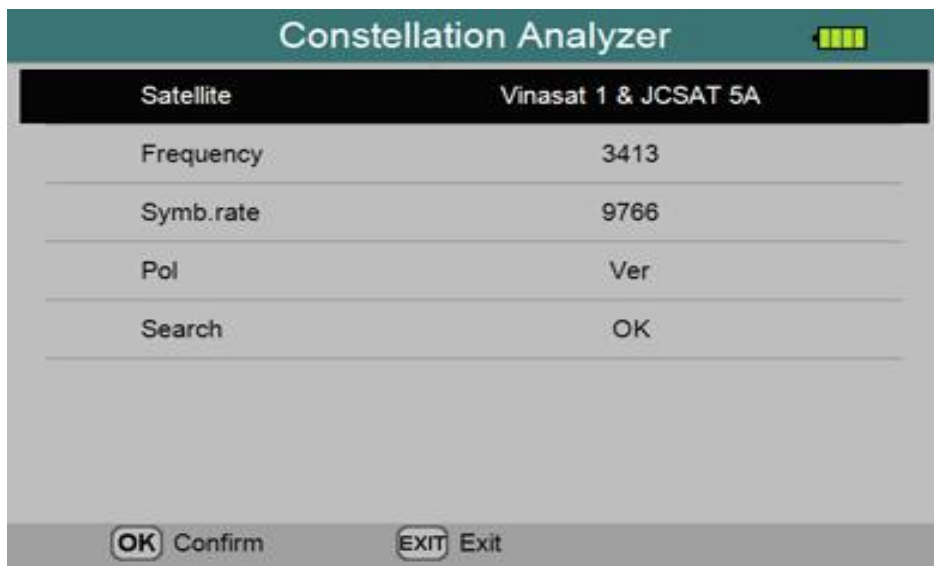 Constellation Analyzer
Satellite Vinasat 1 & JCSAT 5A
Frequency 3413
Symb.rate 9766
Pol Ver
Search OK
OK Confirm EXIT Exit